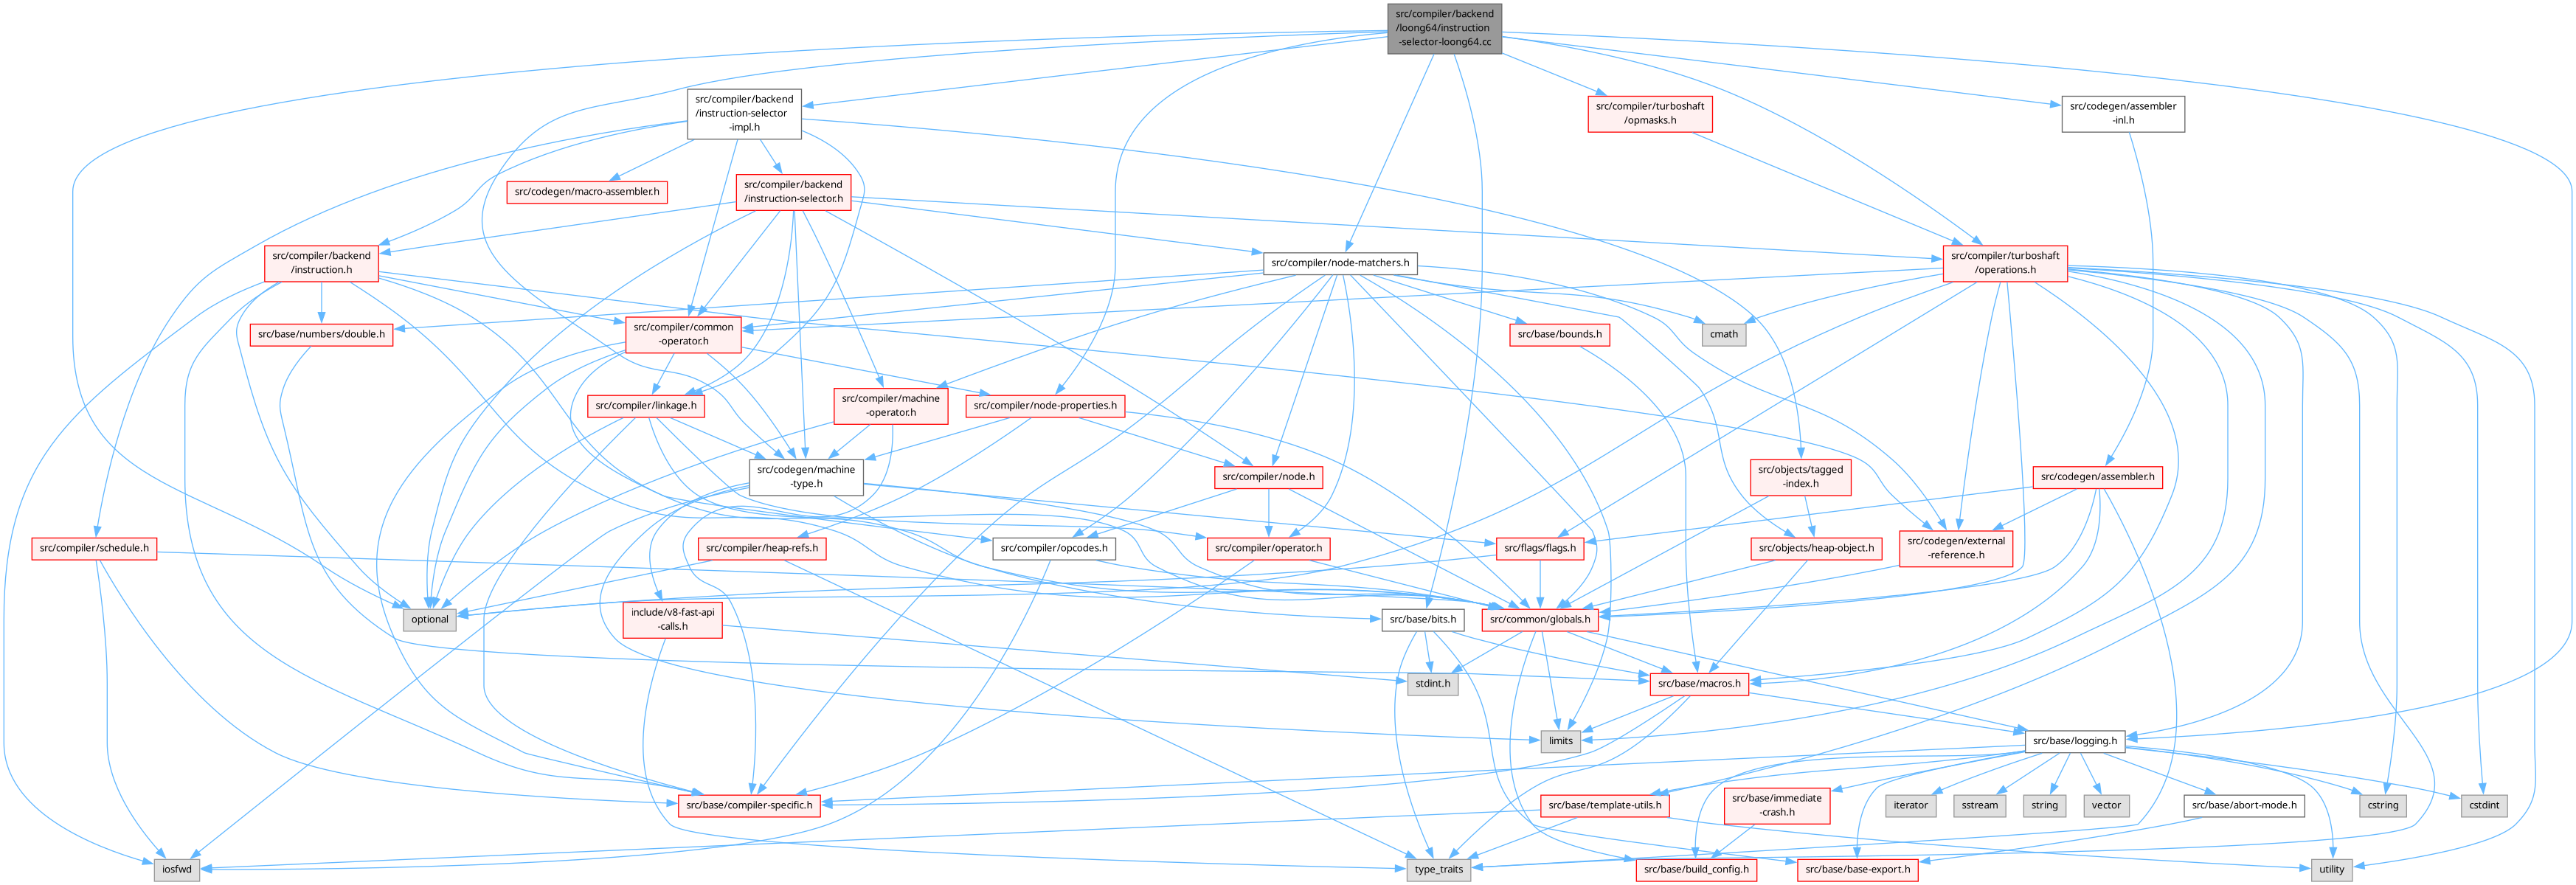 src/compiler/backend
/loong64/instruction
-selector-loong64.cc
src/compiler/backend
/instruction-selector
-impl.h
src/compiler/turboshaft
/opmasks.h
src/codegen/assembler
-inl.h
src/codegen/macro-assembler.h
src/compiler/backend
/instruction-selector.h
src/compiler/backend
/instruction.h
src/compiler/node-matchers.h
src/compiler/turboshaft
/operations.h
src/base/numbers/double.h
src/compiler/common
-operator.h
src/base/bounds.h
cmath
src/compiler/linkage.h
src/compiler/machine
-operator.h
src/compiler/node-properties.h
src/codegen/machine
-type.h
src/compiler/node.h
src/objects/tagged
-index.h
src/codegen/assembler.h
src/compiler/schedule.h
src/compiler/heap-refs.h
src/compiler/opcodes.h
src/compiler/operator.h
src/flags/flags.h
src/objects/heap-object.h
src/codegen/external
-reference.h
optional
include/v8-fast-api
-calls.h
src/base/bits.h
src/common/globals.h
stdint.h
src/base/macros.h
limits
src/base/logging.h
src/base/compiler-specific.h
src/base/template-utils.h
src/base/immediate
-crash.h
iterator
sstream
string
vector
src/base/abort-mode.h
cstring
cstdint
iosfwd
type_traits
src/base/build_config.h
src/base/base-export.h
utility